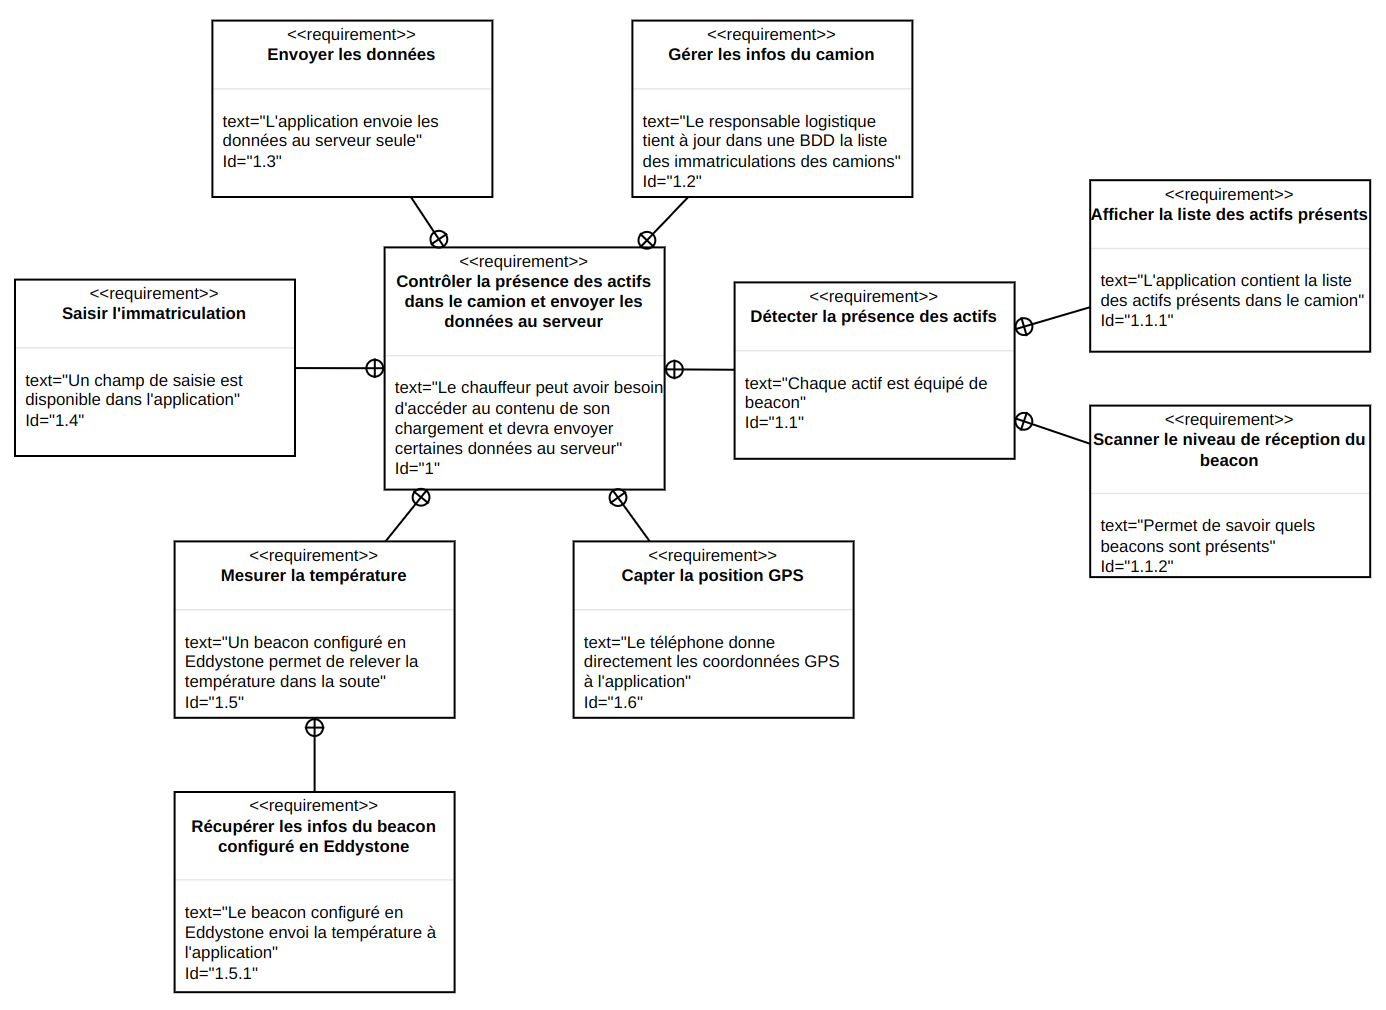 <<requirement>>
Envoyer les données
text="L'application envoie les
données au serveur seule"
Id="1.3"
<<requirement>>
Gérer les infos du camion
text="Le responsable logistique
tient à jour dans une BDD la liste
des immatriculations des camions"
Id="1.2"
<<requirement>>
Afficher la liste des actifs présents
text="L'application contient la liste
des actifs présents dans le camion"
Id="1.1.1"
<<requirement>>
Saisir l'immatriculation
text="Un champ de saisie est
disponible dans l'application"
Id="1.4"
<<requirement>>
Contrôler la présence des actifs
dans le camion et envoyer les
données au serveur
text="Le chauffeur peut avoir besoin
d'accéder au contenu de son
chargement et devra envoyer
certaines données au serveur"
Id="1"
<<requirement>>
Détecter la présence des actifs
text="Chaque actif est équipé de
beacon"
Id="1.1"
<<requirement>>
Scanner le niveau de réception du
beacon
text="Permet de savoir quels
beacons sont présents"
Id="1.1.2"
<<requirement>>
Mesurer la température
text="Un beacon configuré en
Eddystone permet de relever la
température dans la soute"
Id="1.5"
<<requirement>>
Capter la position GPS
text="Le téléphone donne
directement les coordonnées GPS
à l'application"
Id="1.6"
<<requirement>>
Récupérer les infos du beacon
configuré en Eddystone
text="Le beacon configuré en
Eddystone envoi la température à
l'application"
Id="1.5.1"